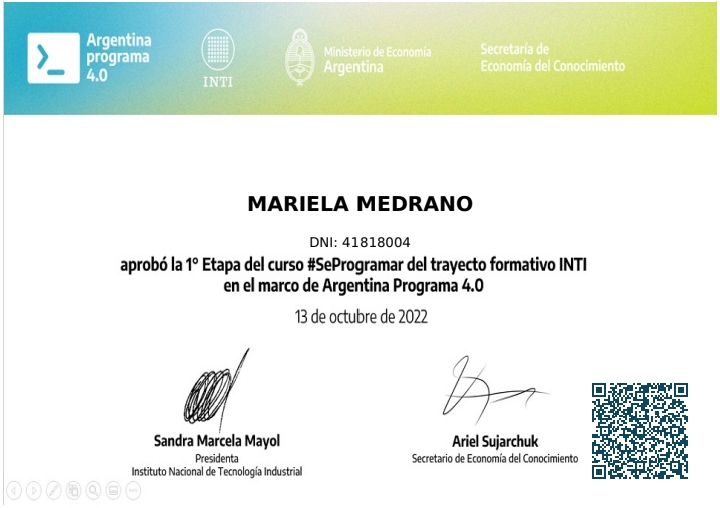 Argentina
programa
4.0
INTI
Ministerio de Economía
Argentina
Secretaría de
Economía del Conocimiento
MARIELA MEDRANO
DNI: 41818004
aprobó la 1° Etapa del curso #SeProgramar del trayecto formativo INTI
en el marco de Argentina Programa 4.0
13 de octubre de 2022
Sandra Marcela Mayol
Presidenta
Instituto Nacional de Tecnología Industrial
Ariel Sujarchuk
Secretario de Economía del Conocimiento